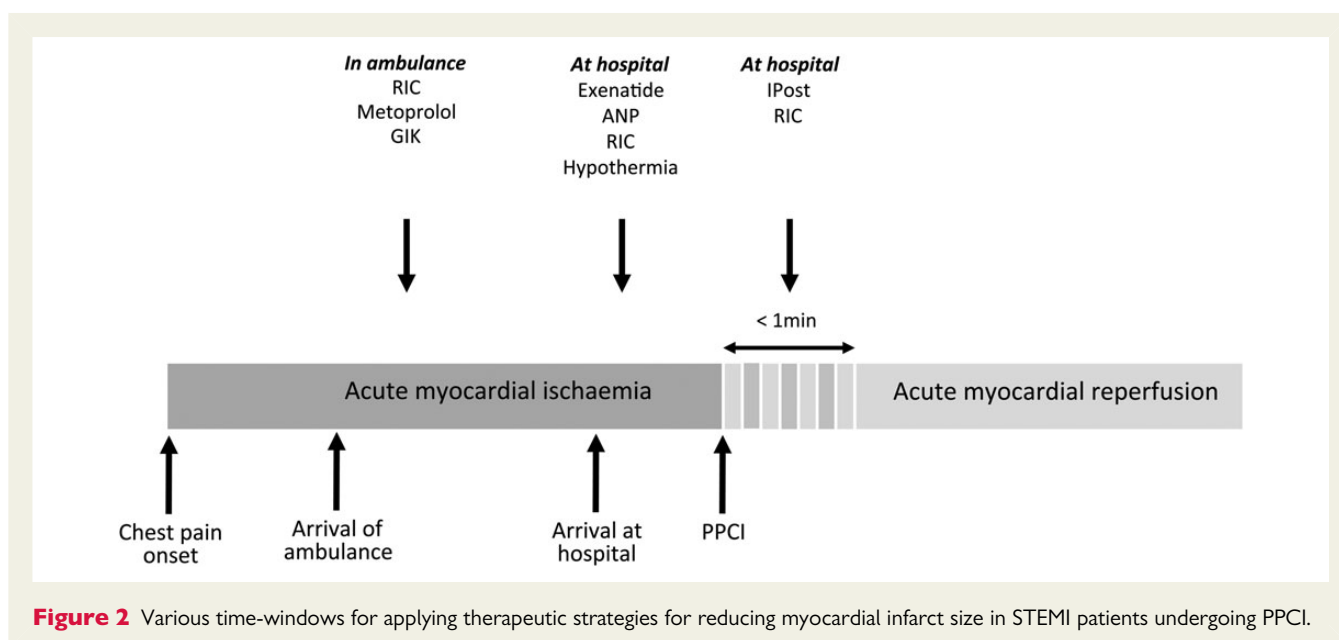 In ambulance
RIC
Metoprolol
GIK
At hospital
Exenatide
ANP
RIC
Hypothermia
At hospital
IPost
RIC
< 1min
Acute myocardial ischaemia
Acute myocardial reperfusion
Chest pain
onset
Arrival of
ambulance
Arrival at
hospital
PPCI
Figure 2 Various time-windows for applying therapeutic strategies for reducing myocardial infarct size in STEMI patients undergoing PPCI.